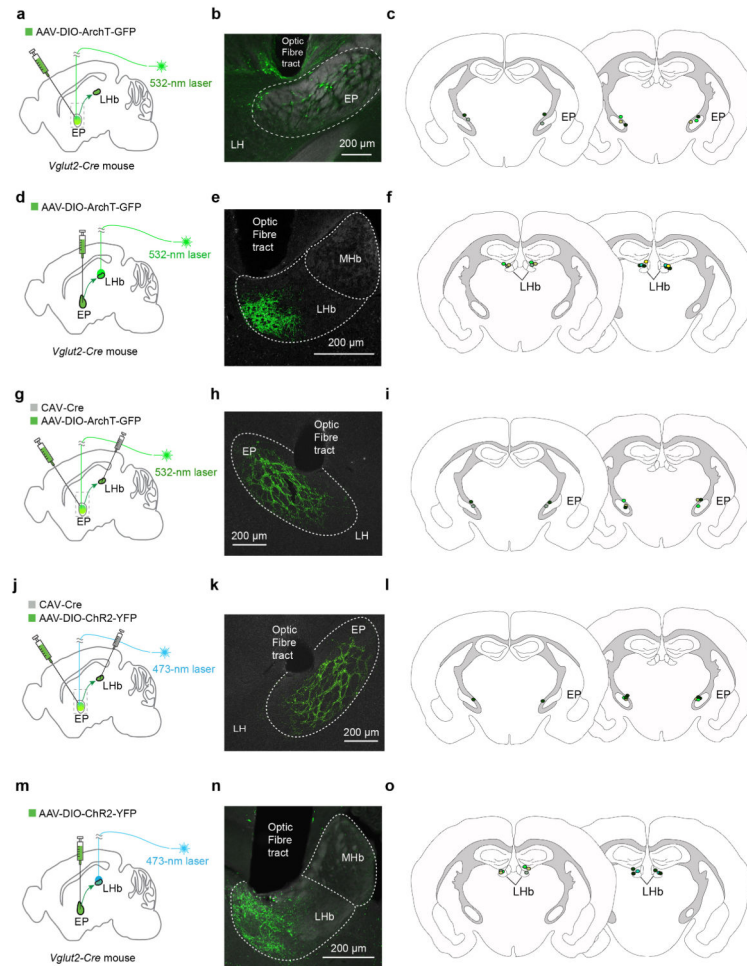 a
AAV-DIO-ArchT-GFP
532-nm laser
LHb
EP
Vglut2-Cre mouse
b
Optic
Fibre
tract
EP
LH
200 µm
c
EP
d
AAV-DIO-ArchT-GFP
532-nm laser
LHb
EP
Vglut2-Cre mouse
e
Optic
Fibre
tract
MHb
LHb
200 µm
f
LHb
LHb
g
CAV-Cre
AAV-DIO-ArchT-GFP
532-nm laser
LHb
EP
h
Optic
Fibre
tract
EP
200 µm
LH
i
EP
j
CAV-Cre
AAV-DIO-ChR2-YFP
473-nm laser
LHb
EP
k
EP
Optic
Fibre
tract
LH
200 µm
l
EP
m
AAV-DIO-ChR2-YFP
473-nm laser
LHb
EP
Vglut2-Cre mouse
n
Optic
Fibre
tract
MHb
LHb
200 µm
o
LHb
LHb